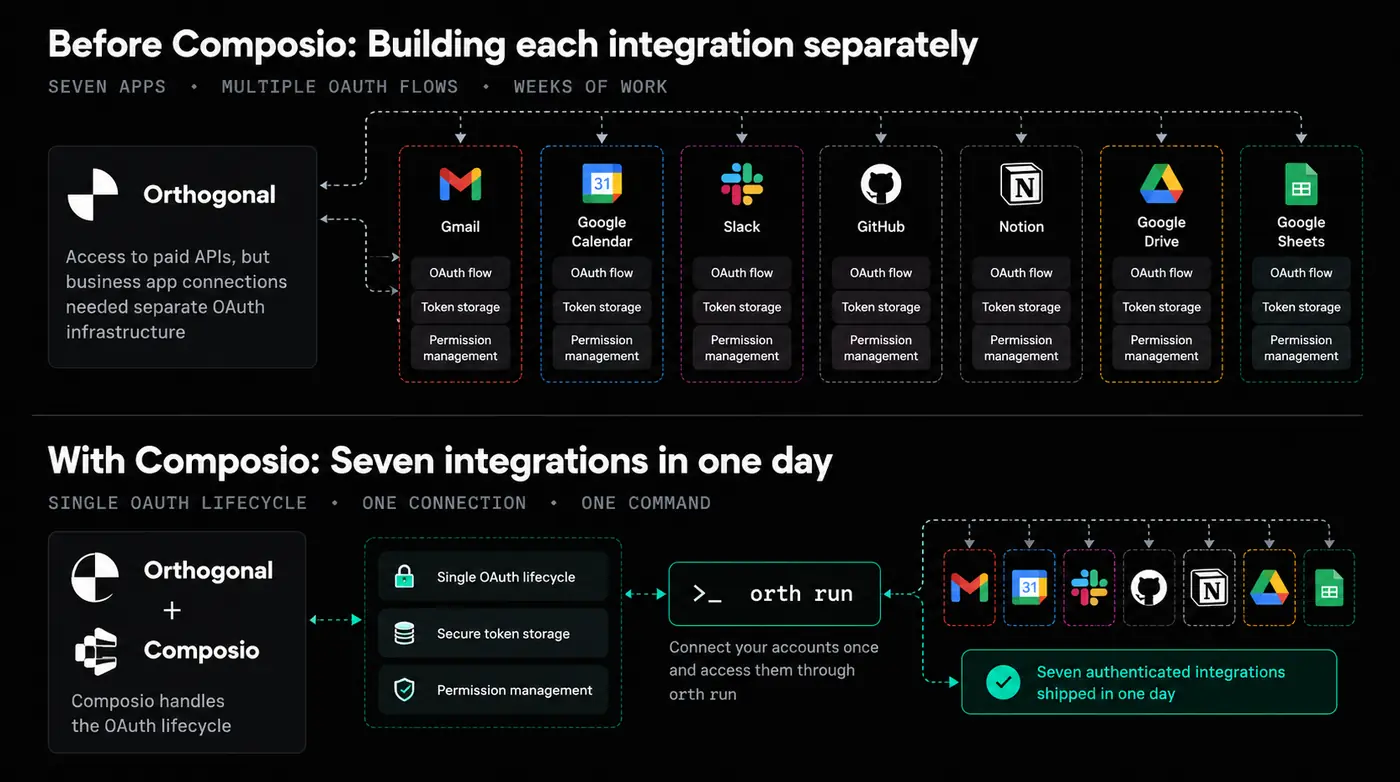 Before Composio: Building each integration separately
SEVEN APPS • MULTIPLE OAUTH FLOWS • WEEKS OF WORK
Orthogonal
Access to paid APIs, but
business app connections
needed separate OAuth
infrastructure
Gmail
OAuth flow
Token storage
Permission
management
31
Google
Calendar
OAuth flow
Token storage
Permission
management
Slack
OAuth flow
Token storage
Permission
management
GitHub
OAuth flow
Token storage
Permission
management
N
Notion
OAuth flow
Token storage
Permission
management
Google
Drive
OAuth flow
Token storage
Permission
management
Google
Sheets
OAuth flow
Token storage
Permission
management
With Composio: Seven integrations in one day
SINGLE OAUTH LIFECYCLE • ONE CONNECTION • ONE COMMAND
Orthogonal
+
Composio
Composio handles
the OAuth lifecycle
Single OAuth lifecycle
Secure token storage
Permission management
>_ orth run
Connect your accounts once
and access them through
orth run
31
N
Seven authenticated integrations
shipped in one day